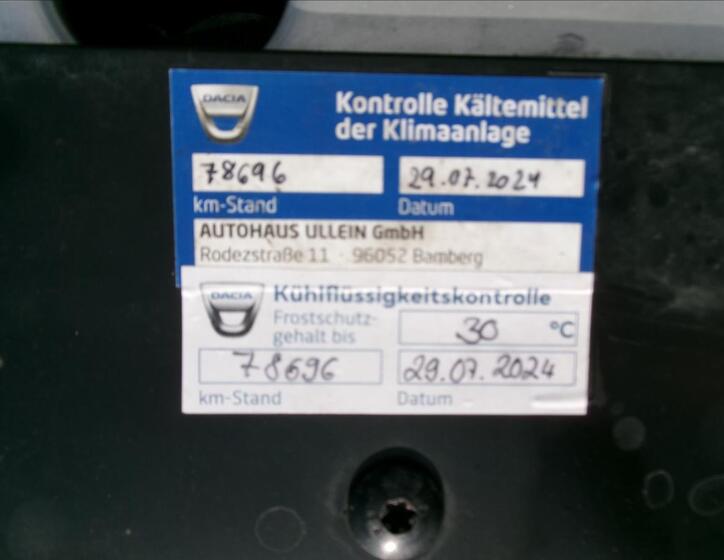 DACIA
Kontrolle Kältemittel
der Klimaanlage
78696 29.07.2024
km-Stand Datum
AUTOHAUS ULLEIN GmbH
Rodezstraße 11 · 96052 Bamberg
DACIA Kühlflüssigkeitskontrolle
Frostschutz-
gehalt bis 30 °C
78696 29.07.2024
km-Stand Datum